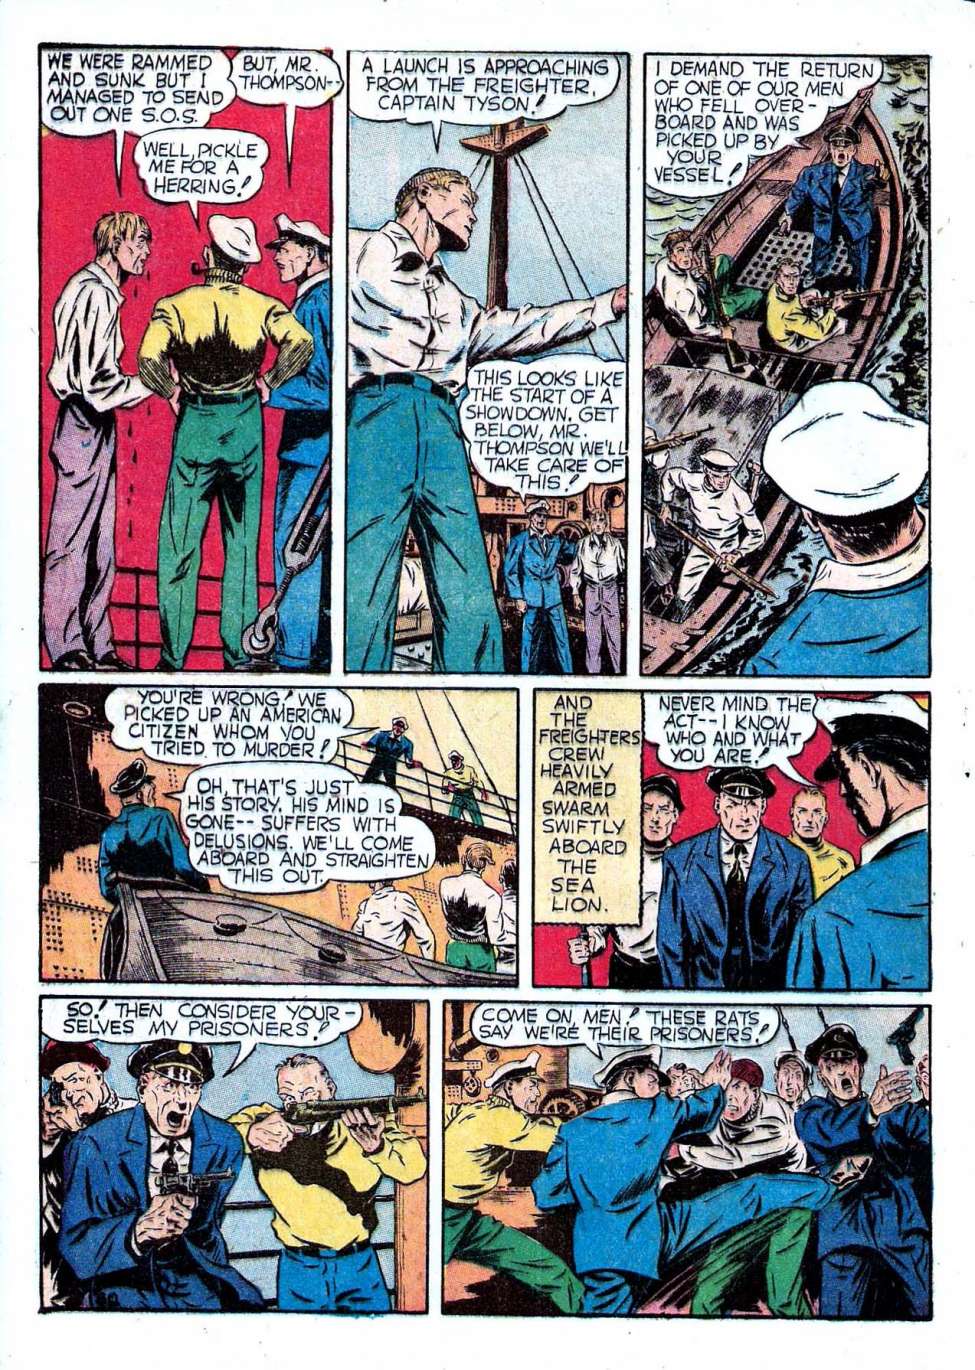 WE WERE RAMMED
AND SUNK BUT I
MANAGED TO SEND
OUT ONE S.O.S.
BUT, MR.
THOMPSON--
WELL, PICKLE
ME FOR A
HERRING!
A LAUNCH IS APPROACHING
FROM THE FREIGHTER,
CAPTAIN TYSON!
THIS LOOKS LIKE
THE START OF A
SHOWDOWN. GET
BELOW, MR.
THOMPSON WE'LL
TAKE CARE OF
THIS!
I DEMAND THE RETURN
OF ONE OF OUR MEN
WHO FELL OVER-
BOARD AND WAS
PICKED UP BY
YOUR
VESSEL!
YOU'RE WRONG! WE
PICKED UP AN AMERICAN
CITIZEN WHOM YOU
TRIED TO MURDER!
OH, THAT'S JUST
HIS STORY. HIS MIND IS
GONE-- SUFFERS WITH
DELUSIONS. WE'LL COME
ABOARD AND STRAIGHTEN
THIS OUT.
AND
THE
FREIGHTERS
CREW
HEAVILY
ARMED
SWARM
SWIFTLY
ABOARD
THE
SEA
LION.
NEVER MIND THE
ACT-- I KNOW
WHO AND WHAT
YOU ARE!
SO! THEN CONSIDER YOUR-
SELVES MY PRISONERS!
COME ON, MEN! THESE RATS
SAY WE'RE THEIR PRISONERS!